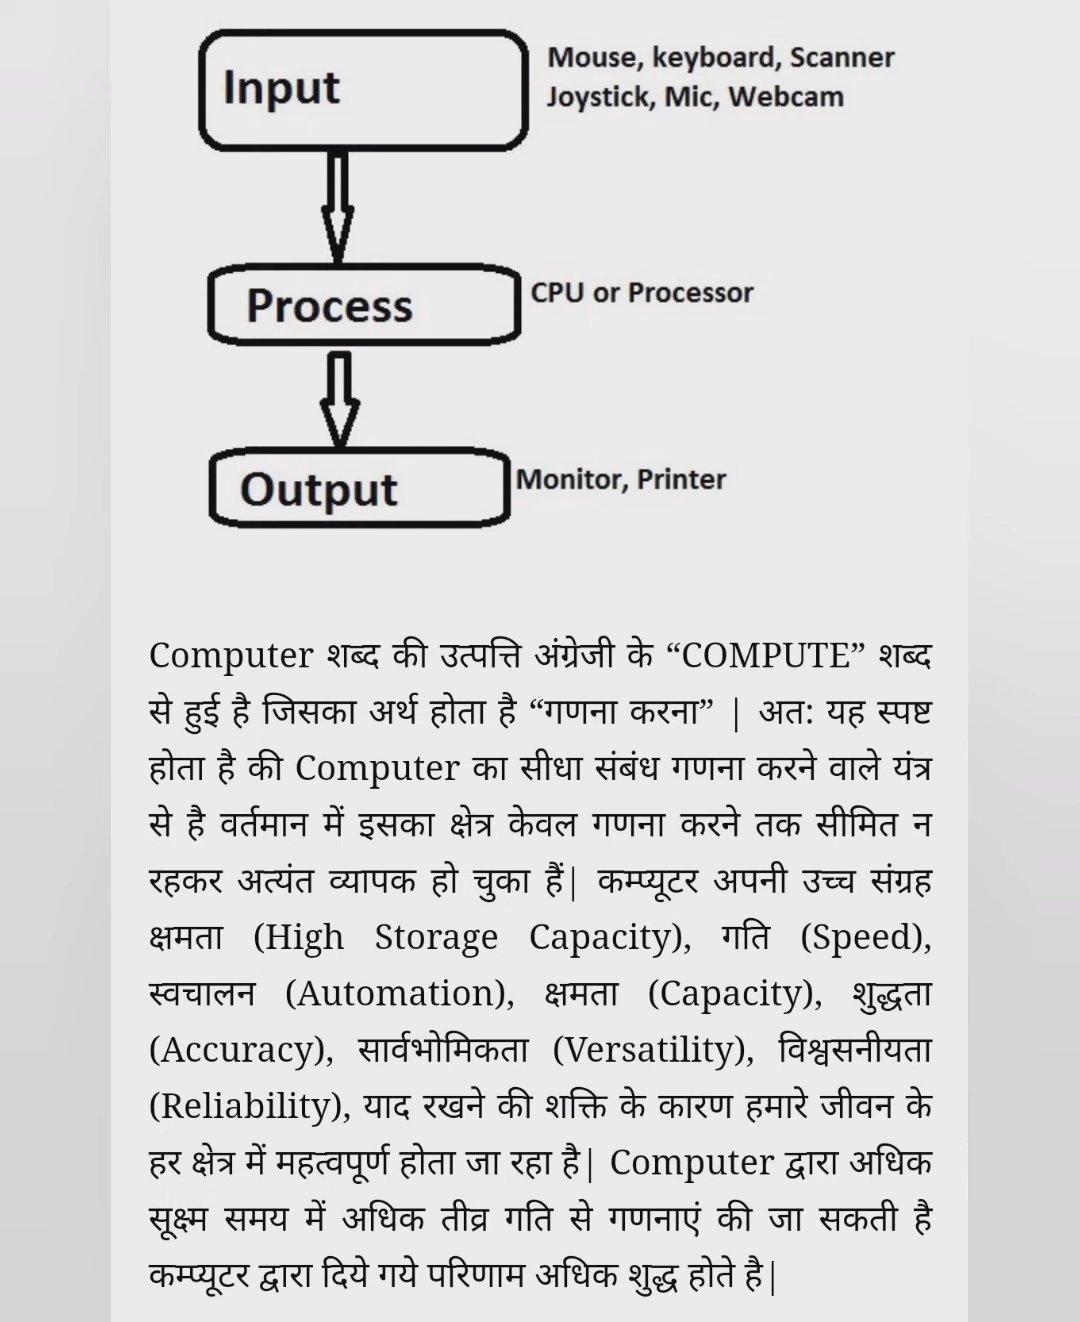 Input
Mouse, keyboard, Scanner
Joystick, Mic, Webcam
Process
CPU or Processor
Output
Monitor, Printer
Computer शब्द की उत्पत्ति अंग्रेजी के “COMPUTE” शब्द
से हुई है जिसका अर्थ होता है “गणना करना” | अत: यह स्पष्ट
होता है की Computer का सीधा संबंध गणना करने वाले यंत्र
से है वर्तमान में इसका क्षेत्र केवल गणना करने तक सीमित न
रहकर अत्यंत व्यापक हो चुका हैं| कम्प्यूटर अपनी उच्च संग्रह
क्षमता (High Storage Capacity), गति (Speed),
स्वचालन (Automation), क्षमता (Capacity), शुद्धता
(Accuracy), सार्वभोमिकता (Versatility), विश्वसनीयता
(Reliability), याद रखने की शक्ति के कारण हमारे जीवन के
हर क्षेत्र में महत्वपूर्ण होता जा रहा है| Computer द्वारा अधिक
सूक्ष्म समय में अधिक तीव्र गति से गणनाएं की जा सकती है
कम्प्यूटर द्वारा दिये गये परिणाम अधिक शुद्ध होते है|